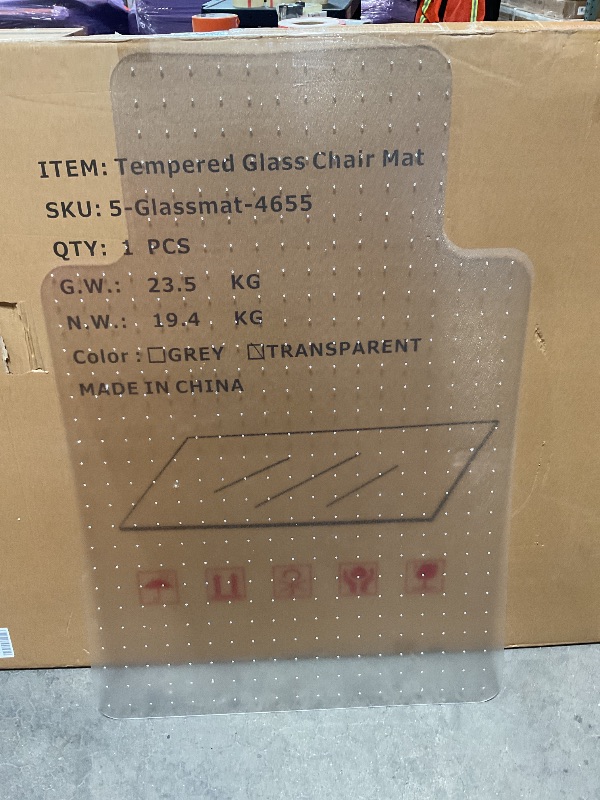 ITEM: Tempered Glass Chair Mat
SKU: 5-Glassmat-4655
QTY: 1 PCS
G.W.: 23.5 KG
N.W.: 19.4 KG
Color : ☐GREY ☑TRANSPARENT
MADE IN CHINA